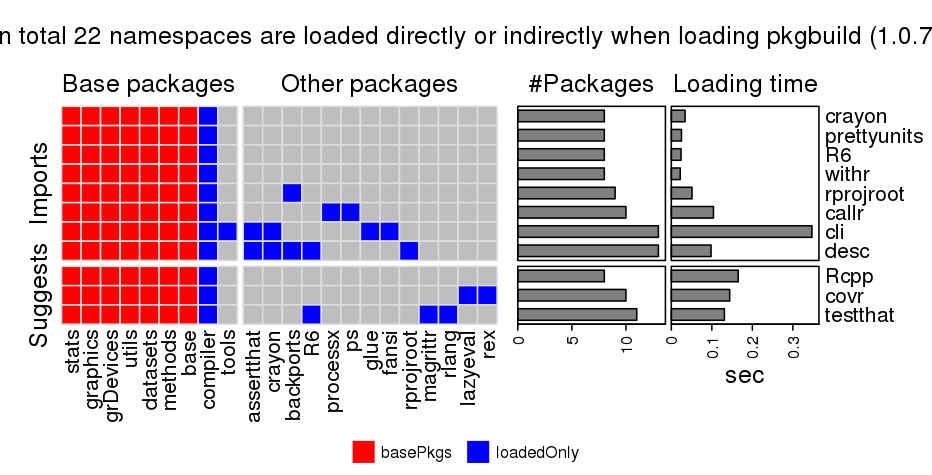 n total 22 namespaces are loaded directly or indirectly when loading pkgbuild (1.0.7
Base packages
Other packages
#Packages
Loading time
Imports
Suggests
crayon
prettyunits
R6
withr
rprojroot
callr
cli
desc
Rcpp
covr
testthat
stats
graphics
grDevices
utils
datasets
methods
base
compiler
tools
assertthat
crayon
backports
R6
processx
ps
glue
fansi
rprojroot
magrittr
rlang
lazyeval
rex
0
5
10
0
0.1
0.2
0.3
sec
basePkgs
loadedOnly